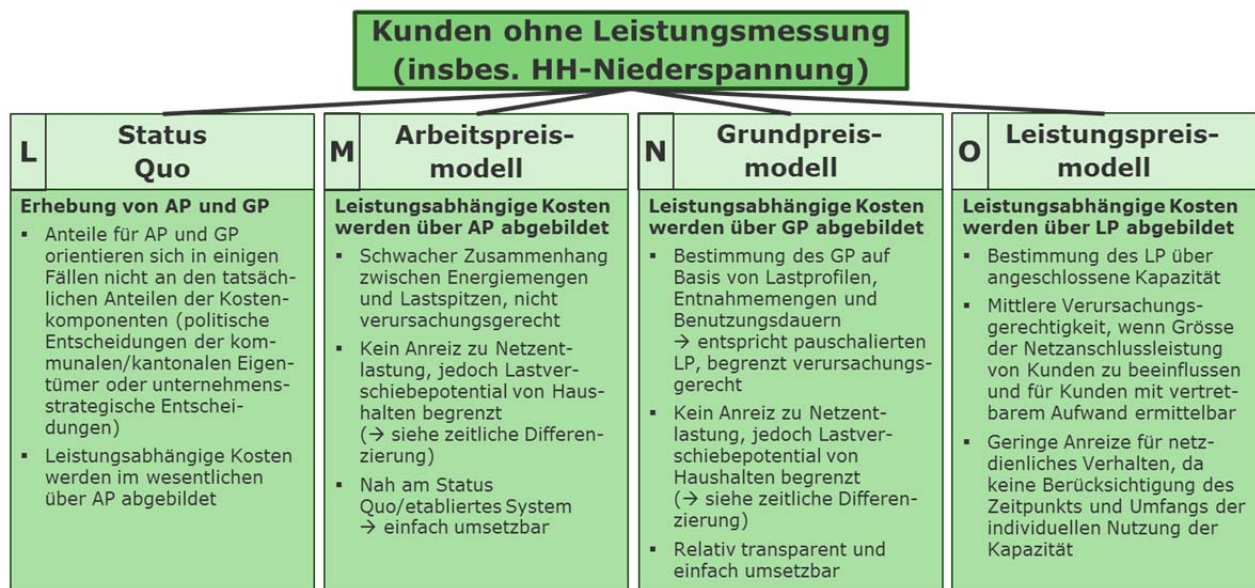 Kunden ohne Leistungsmessung
(insbes. HH-Niederspannung)
L
Status
Quo
Erhebung von AP und GP
▪ Anteile für AP und GP
orientieren sich in einigen
Fällen nicht an den tatsäch-
lichen Anteilen der Kosten-
komponenten (politische
Entscheidungen der kom-
munalen/kantonalen Eigen-
tümer oder unternehmens-
strategische Entschei-
dungen)
▪ Leistungsabhängige Kosten
werden im wesentlichen
über AP abgebildet
M
Arbeitspreis-
modell
Leistungsabhängige Kosten
werden über AP abgebildet
▪ Schwacher Zusammenhang
zwischen Energiemengen
und Lastspitzen, nicht
verursachungsgerecht
▪ Kein Anreiz zu Netzent-
lastung, jedoch Lastver-
schiebepotential von Haus-
halten begrenzt
(→ siehe zeitliche Differen-
zierung)
▪ Nah am Status
Quo/etabliertes System
→ einfach umsetzbar
N
Grundpreis-
modell
Leistungsabhängige Kosten
werden über GP abgebildet
▪ Bestimmung des GP auf
Basis von Lastprofilen,
Entnahmemengen und
Benutzungsdauern
→ entspricht pauschalierten
LP, begrenzt verursachungs-
gerecht
▪ Kein Anreiz zu Netzent-
lastung, jedoch Lastver-
schiebepotential von
Haushalten begrenzt
(→ siehe zeitliche Differen-
zierung)
▪ Relativ transparent und
einfach umsetzbar
O
Leistungspreis-
modell
Leistungsabhängige Kosten
werden über LP abgebildet
▪ Bestimmung des LP über
angeschlossene Kapazität
▪ Mittlere Verursachungs-
gerechtigkeit, wenn Grösse
der Netzanschlussleistung
von Kunden zu beeinflussen
und für Kunden mit vertret-
barem Aufwand ermittelbar
▪ Geringe Anreize für netz-
dienliches Verhalten, da
keine Berücksichtigung des
Zeitpunkts und Umfangs der
individuellen Nutzung der
Kapazität